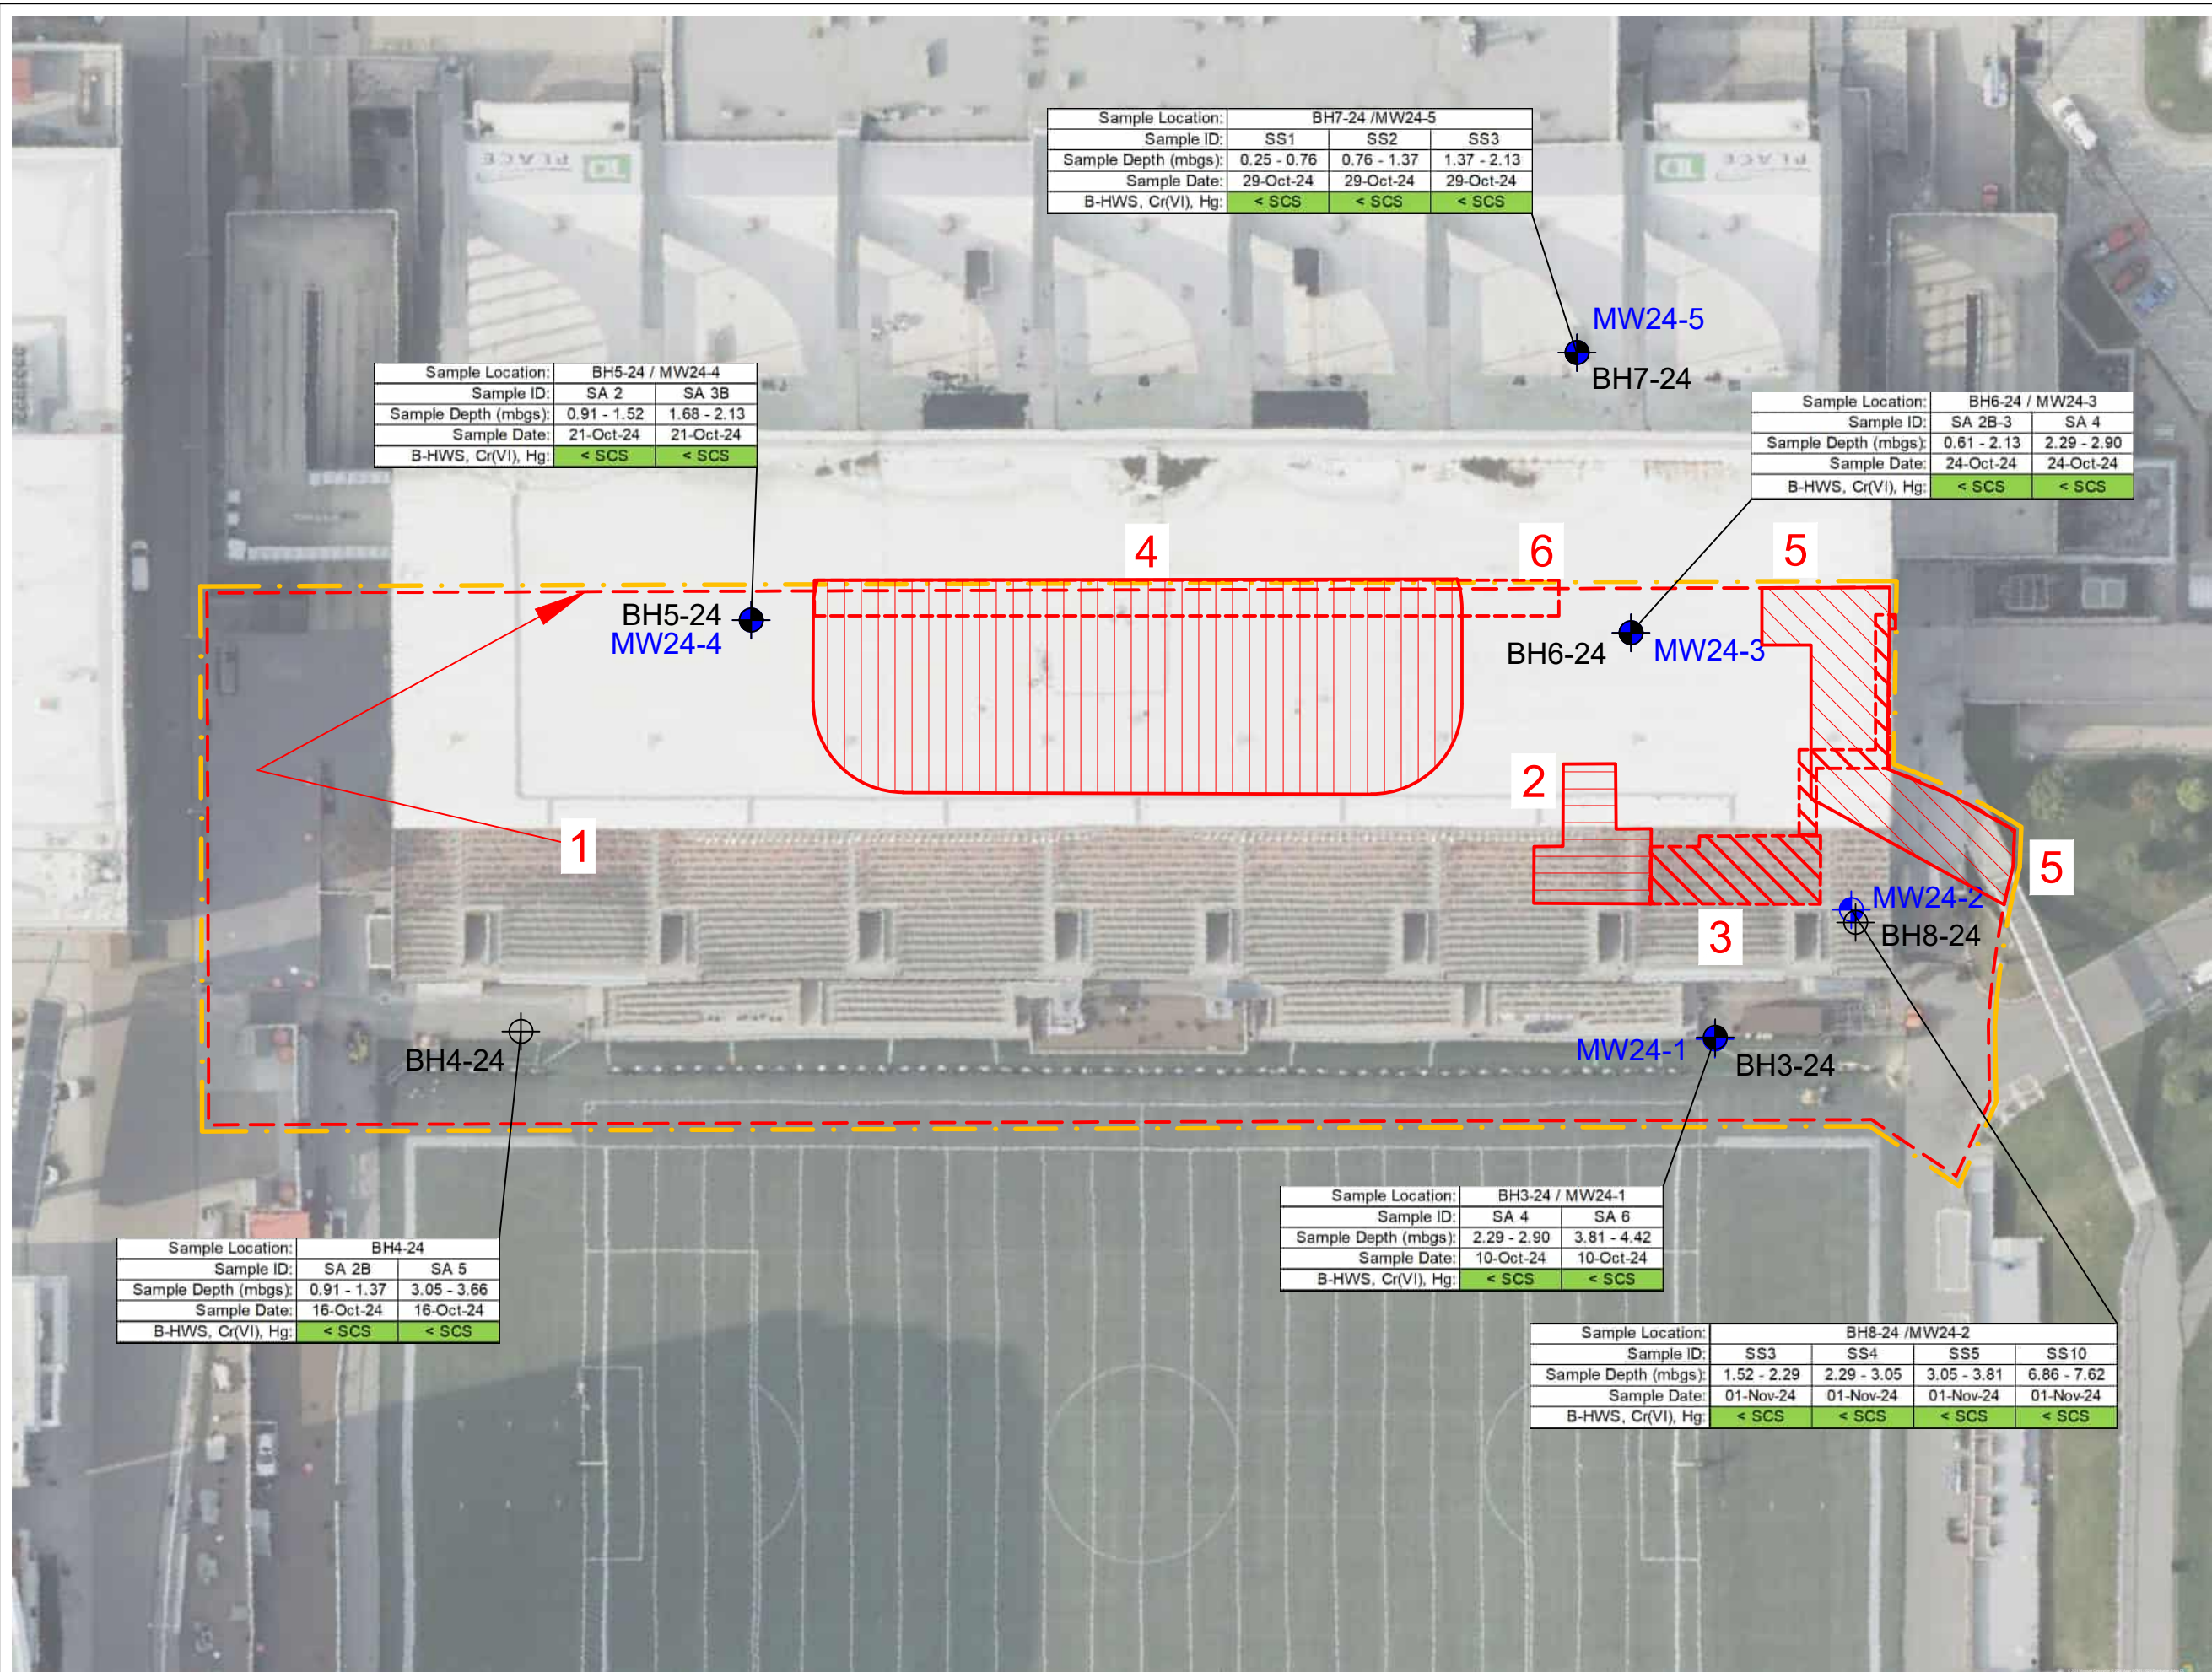 PLACE
TD
PLACE
TD
Sample Location: BH7-24 /MW24-5
Sample ID: SS1 SS2 SS3
Sample Depth (mbgs): 0.25 - 0.76 0.76 - 1.37 1.37 - 2.13
Sample Date: 29-Oct-24 29-Oct-24 29-Oct-24
B-HWS, Cr(VI), Hg: < SCS < SCS < SCS
MW24-5
BH7-24
Sample Location: BH5-24 / MW24-4
Sample ID: SA 2 SA 3B
Sample Depth (mbgs): 0.91 - 1.52 1.68 - 2.13
Sample Date: 21-Oct-24 21-Oct-24
B-HWS, Cr(VI), Hg: < SCS < SCS
Sample Location: BH6-24 / MW24-3
Sample ID: SA 2B-3 SA 4
Sample Depth (mbgs): 0.61 - 2.13 2.29 - 2.90
Sample Date: 24-Oct-24 24-Oct-24
B-HWS, Cr(VI), Hg: < SCS < SCS
4
6
5
BH5-24
MW24-4
BH6-24
MW24-3
2
1
5
3
MW24-2
BH8-24
BH4-24
MW24-1
BH3-24
Sample Location: BH3-24 / MW24-1
Sample ID: SA 4 SA 6
Sample Depth (mbgs): 2.29 - 2.90 3.81 - 4.42
Sample Date: 10-Oct-24 10-Oct-24
B-HWS, Cr(VI), Hg: < SCS < SCS
Sample Location: BH4-24
Sample ID: SA 2B SA 5
Sample Depth (mbgs): 0.91 - 1.37 3.05 - 3.66
Sample Date: 16-Oct-24 16-Oct-24
B-HWS, Cr(VI), Hg: < SCS < SCS
Sample Location: BH8-24 /MW24-2
Sample ID: SS3 SS4 SS5 SS10
Sample Depth (mbgs): 1.52 - 2.29 2.29 - 3.05 3.05 - 3.81 6.86 - 7.62
Sample Date: 01-Nov-24 01-Nov-24 01-Nov-24 01-Nov-24
B-HWS, Cr(VI), Hg: < SCS < SCS < SCS < SCS